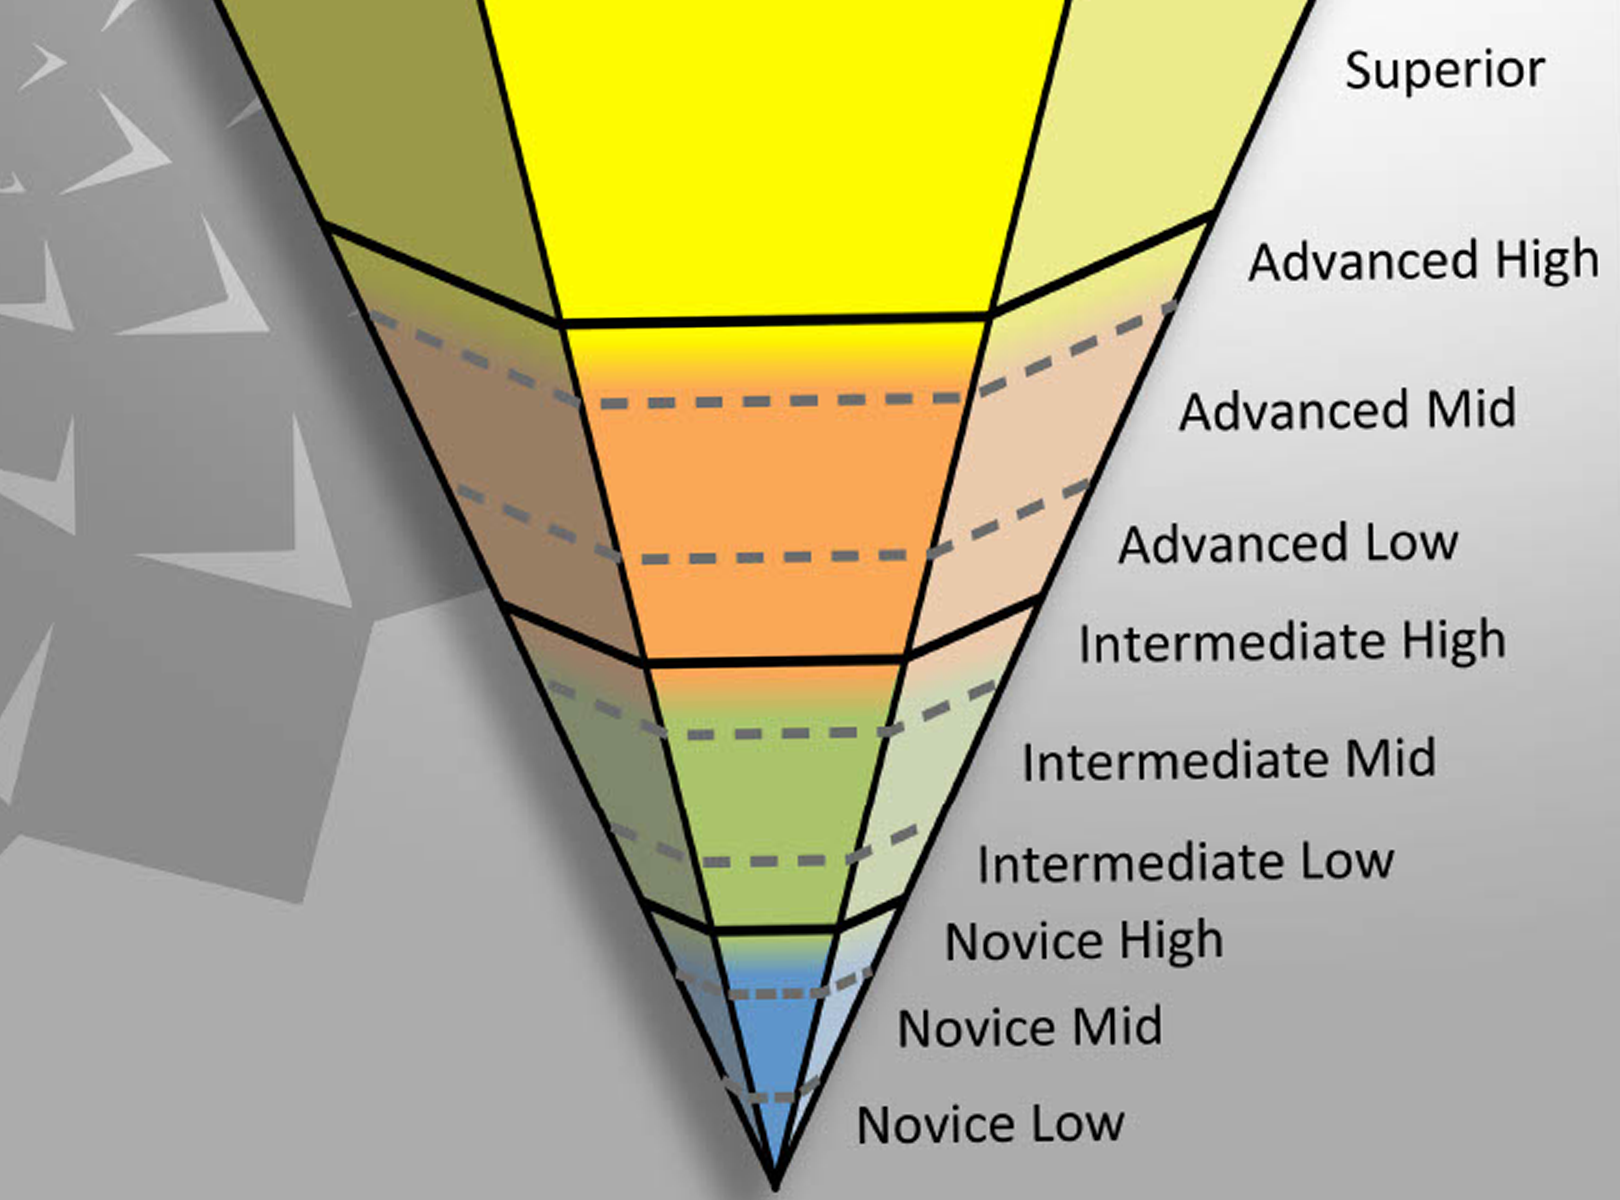 Superior
Advanced High
Advanced Mid
Advanced Low
Intermediate High
Intermediate Mid
Intermediate Low
Novice High
Novice Mid
Novice Low